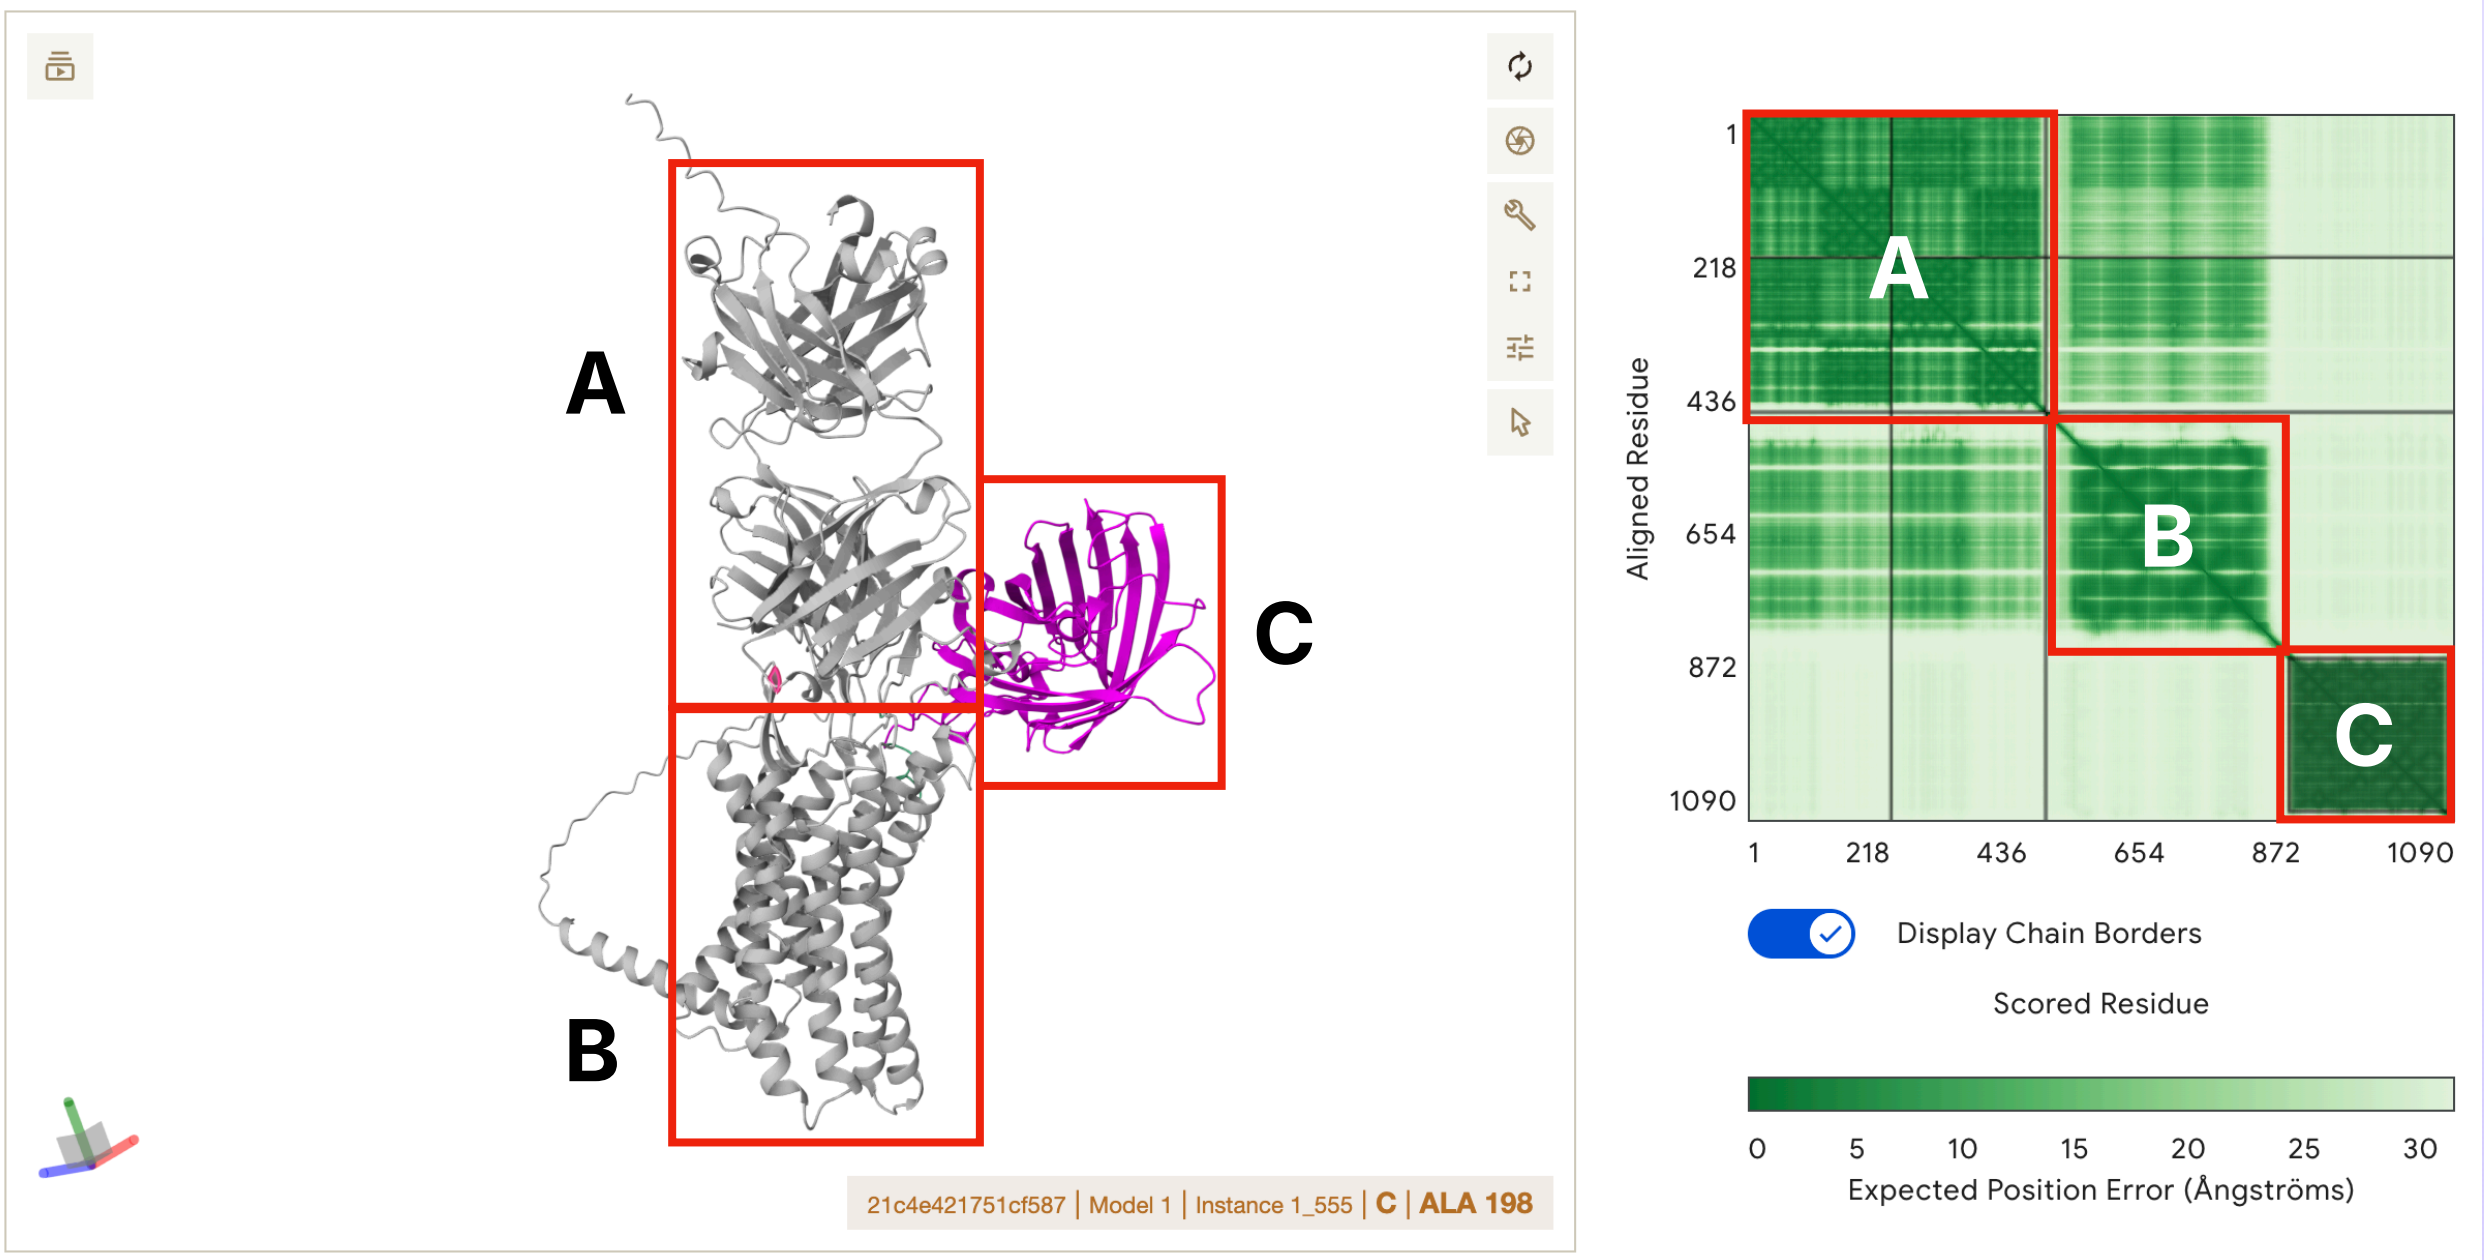 A
B
C
21c4e421751cf587 | Model 1 | Instance 1_555 | C | ALA 198
Aligned Residue
1
218
436
654
872
1090
A
B
C
1 218 436 654 872 1090
Display Chain Borders
Scored Residue
0 5 10 15 20 25 30
Expected Position Error (Ångströms)